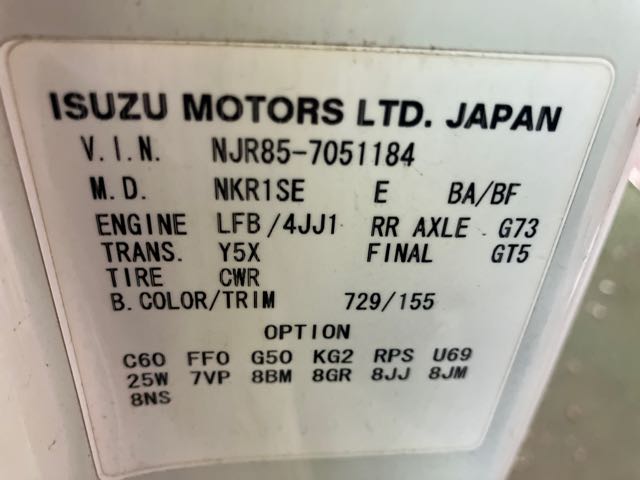 ISUZU MOTORS LTD. JAPAN
V.I.N. NJR85-7051184
M.D. NKR1SE E BA/BF
ENGINE LFB/4JJ1 RR AXLE G73
TRANS. Y5X FINAL GT5
TIRE CWR
B.COLOR/TRIM 729/155
OPTION
C60 FF0 G50 KG2 RPS U69
25W 7VP 8BM 8GR 8JJ 8JM
8NS